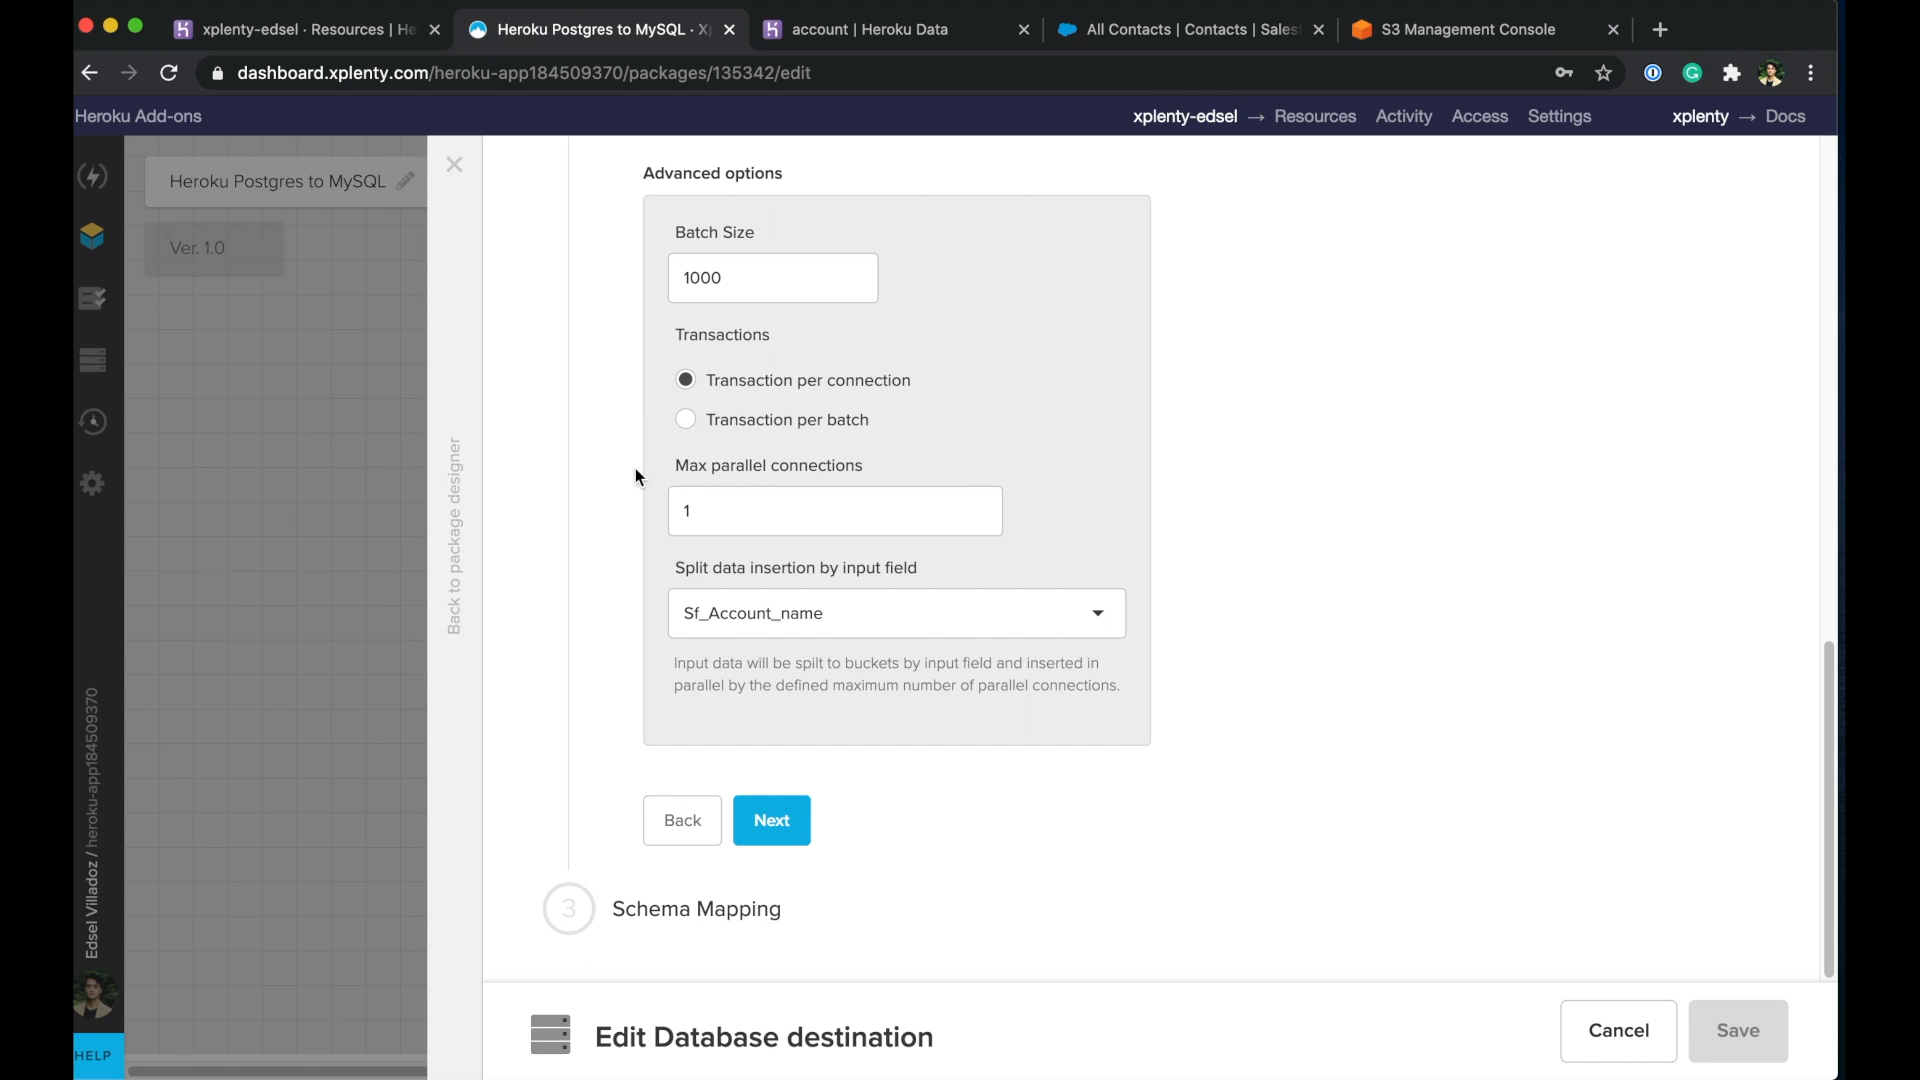 xplenty-edsel · Resources | He
Heroku Postgres to MySQL · X
account | Heroku Data
All Contacts | Contacts | Sales
S3 Management Console
dashboard.xplenty.com/heroku-app184509370/packages/135342/edit
Heroku Add-ons
xplenty-edsel → Resources Activity Access Settings
xplenty → Docs
Heroku Postgres to MySQL
Ver. 1.0
Back to package designer
Edsel Villadoz / heroku-app184509370
HELP
Advanced options
Batch Size
1000
Transactions
Transaction per connection
Transaction per batch
Max parallel connections
1
Split data insertion by input field
Sf_Account_name
Input data will be spilt to buckets by input field and inserted in
parallel by the defined maximum number of parallel connections.
Back
Next
3
Schema Mapping
Edit Database destination
Cancel
Save